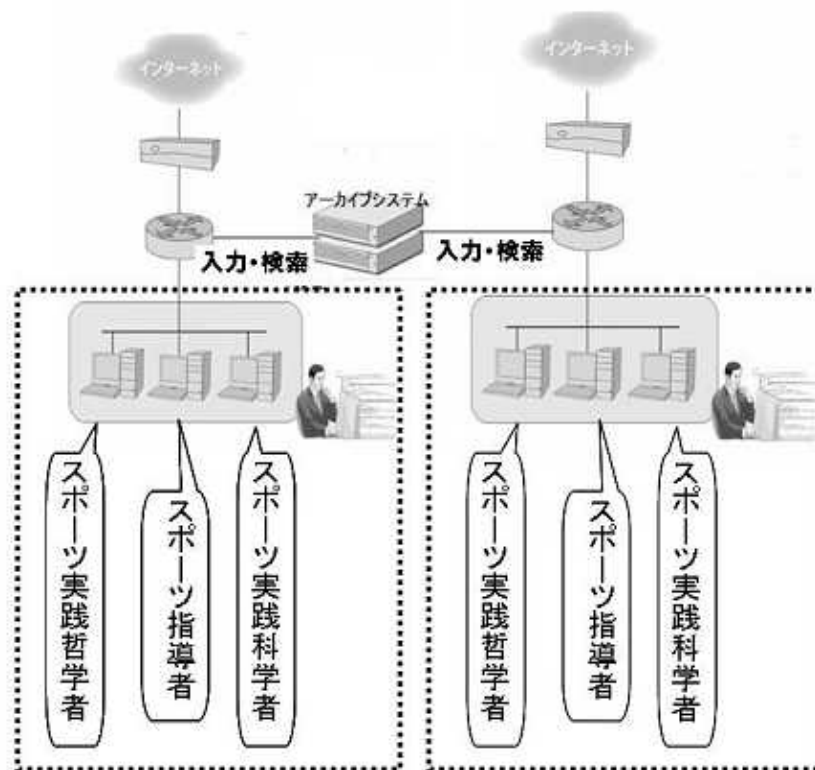 インターネット
インターネット
アーカイブシステム
入力・検索
入力・検索
スポーツ実践哲学者
スポーツ指導者
スポーツ実践科学者
スポーツ実践哲学者
スポーツ指導者
スポーツ実践科学者